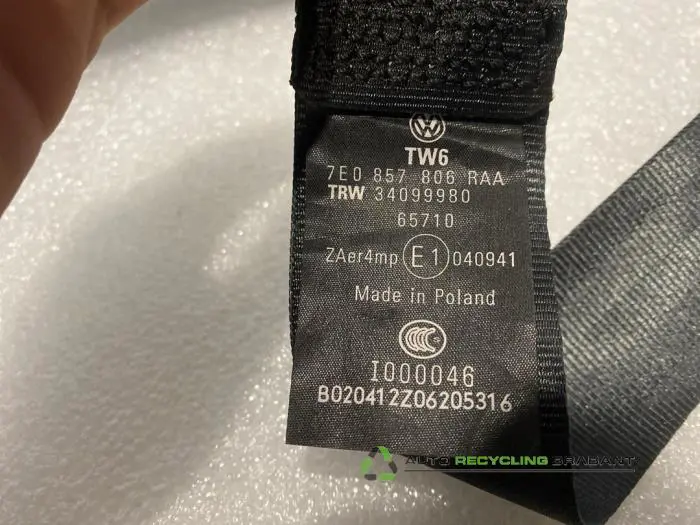 TW6
7E0 857 806 RAA
TRW 34099980
65710
ZAer4mp E1 040941
Made in Poland
I000046
B020412Z06205316
AUTO RECYCLING BRABANT